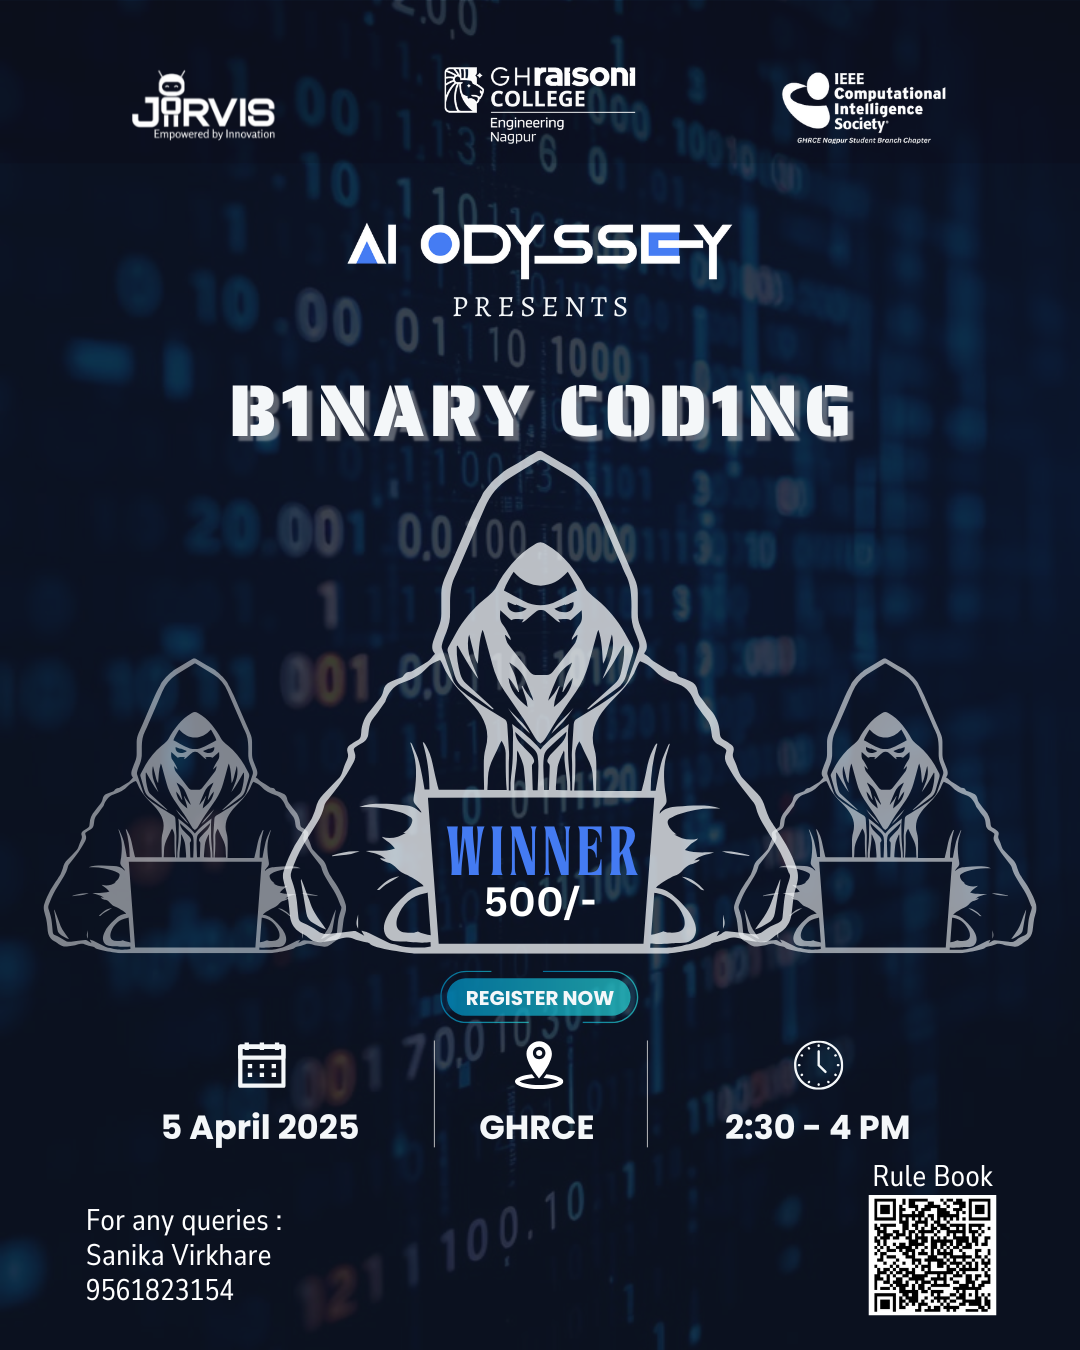 JARVIS
Empowered by Innovation
GHRAISONI
COLLEGE
Engineering
Nagpur
IEEE
Computational
Intelligence
Society
GHRCE Nagpur Student Branch Chapter
AI ODYSSEY
PRESENTS
B1NARY COD1NG
WINNER
500/-
REGISTER NOW
5 April 2025
GHRCE
2:30 - 4 PM
Rule Book
For any queries :
Sanika Virkhare
9561823154